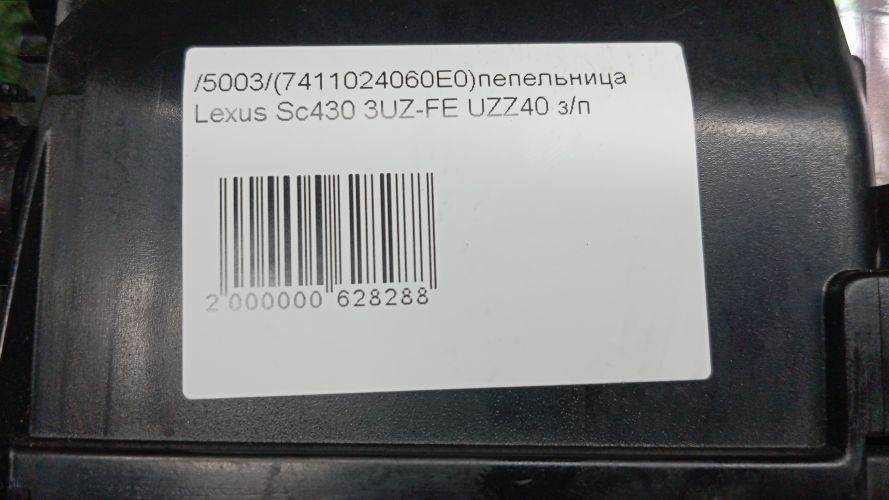 /5003/(7411024060E0)пепельница
Lexus Sc430 3UZ-FE UZZ40 з/п
2 000000 628288